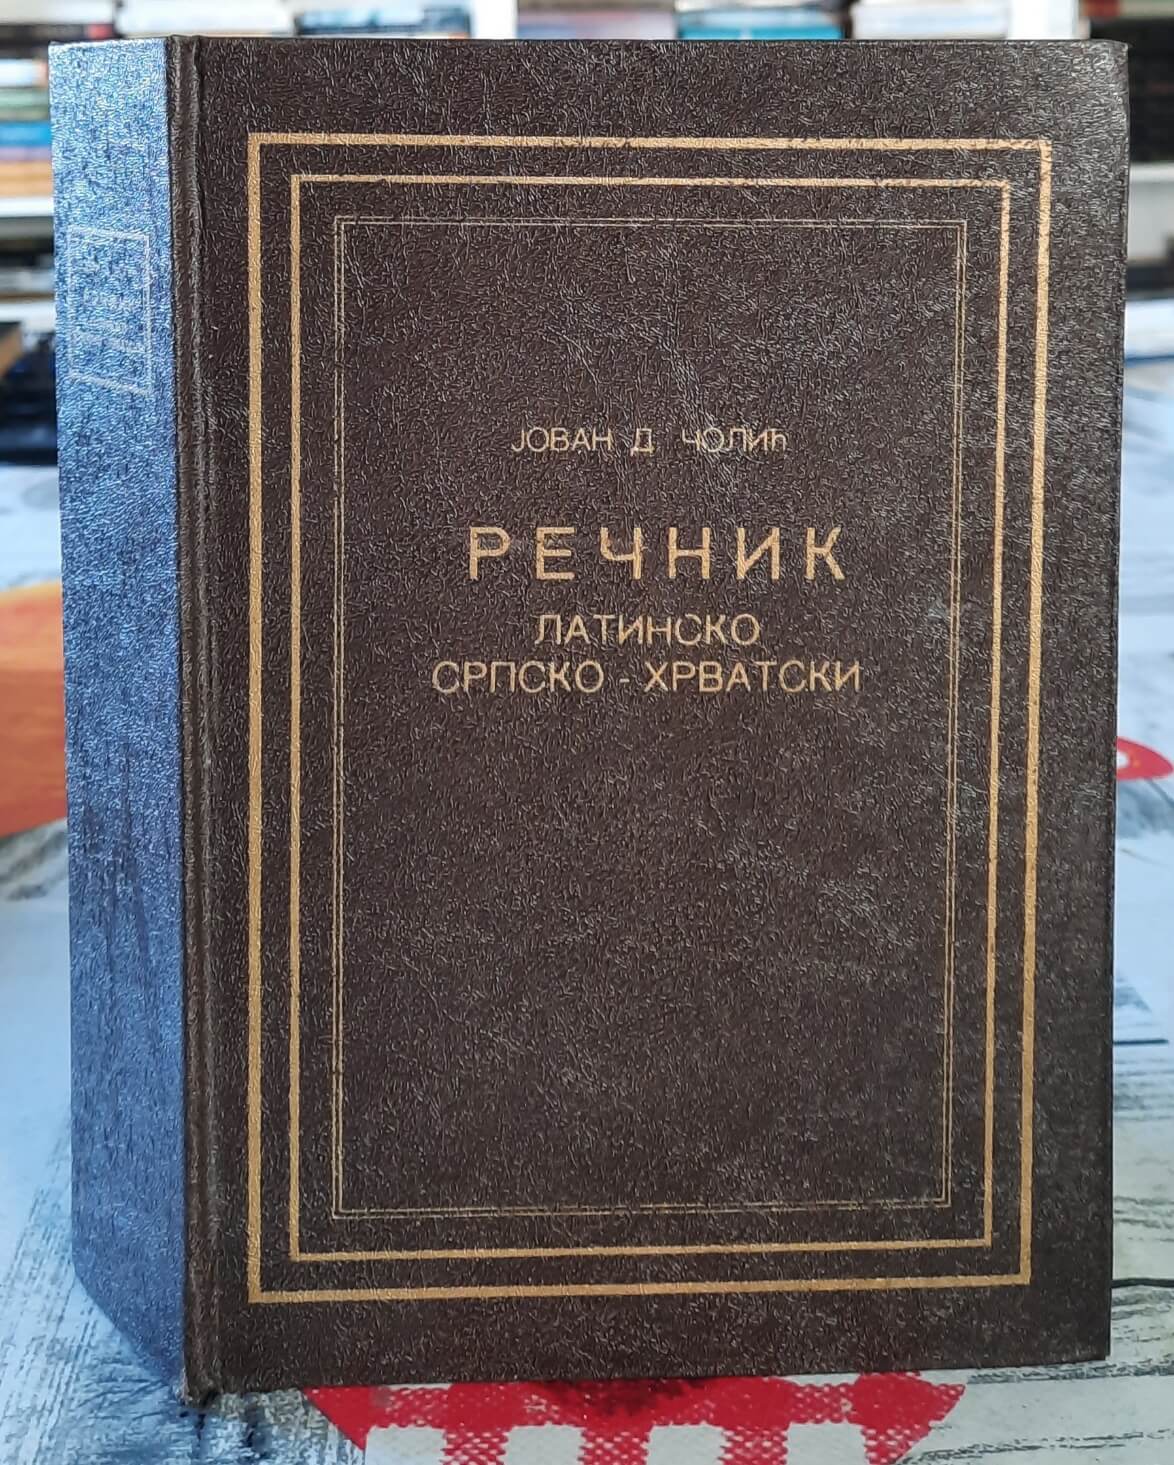 ЈОВАН Д ЧОЛИЋ
РЕЧНИК
ЛАТИНСКО
СРПСКО - ХРВАТСКИ